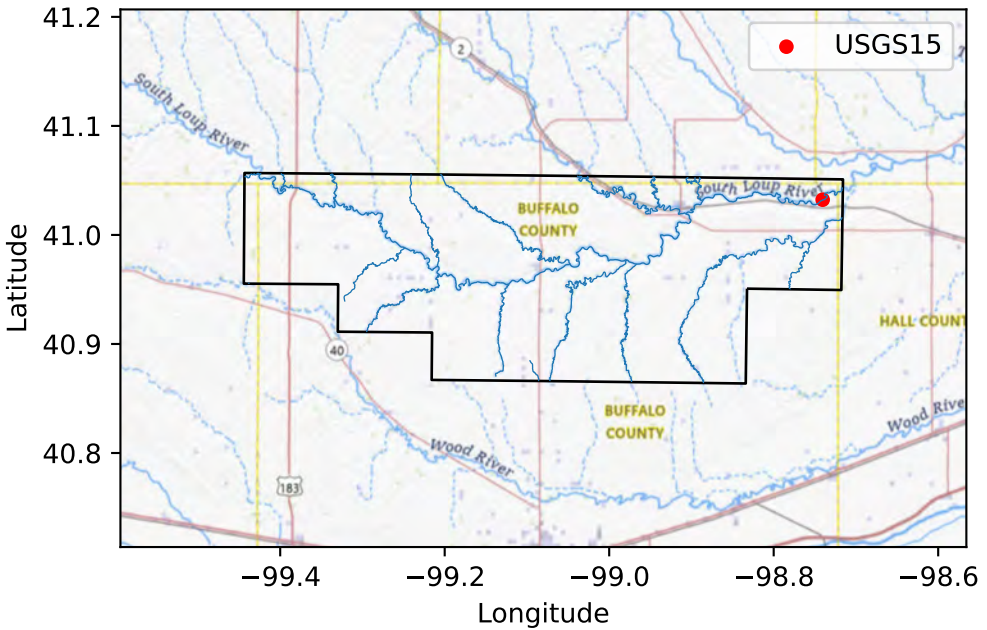 41.2
41.1
41.0
40.9
40.8
Latitude
−99.4
−99.2
−99.0
−98.8
−98.6
Longitude
USGS15
2
South Loup River
South Loup River
BUFFALO
COUNTY
HALL COUNT
40
BUFFALO
COUNTY
Wood River
Wood Rive
183